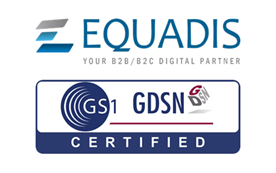 EQUADIS
YOUR B2B/B2C DIGITAL PARTNER
GS1 GDSN
CERTIFIED